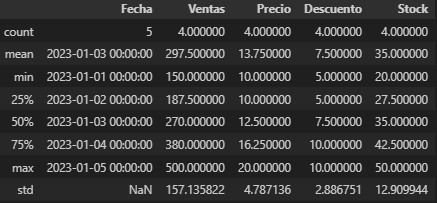 Fecha Ventas Precio Descuento Stock
count 5 4.000000 4.000000 4.000000 4.000000
mean 2023-01-03 00:00:00 297.500000 13.750000 7.500000 35.000000
min 2023-01-01 00:00:00 150.000000 10.000000 5.000000 20.000000
25% 2023-01-02 00:00:00 187.500000 10.000000 5.000000 27.500000
50% 2023-01-03 00:00:00 270.000000 12.500000 7.500000 35.000000
75% 2023-01-04 00:00:00 380.000000 16.250000 10.000000 42.500000
max 2023-01-05 00:00:00 500.000000 20.000000 10.000000 50.000000
std NaN 157.135822 4.787136 2.886751 12.909944